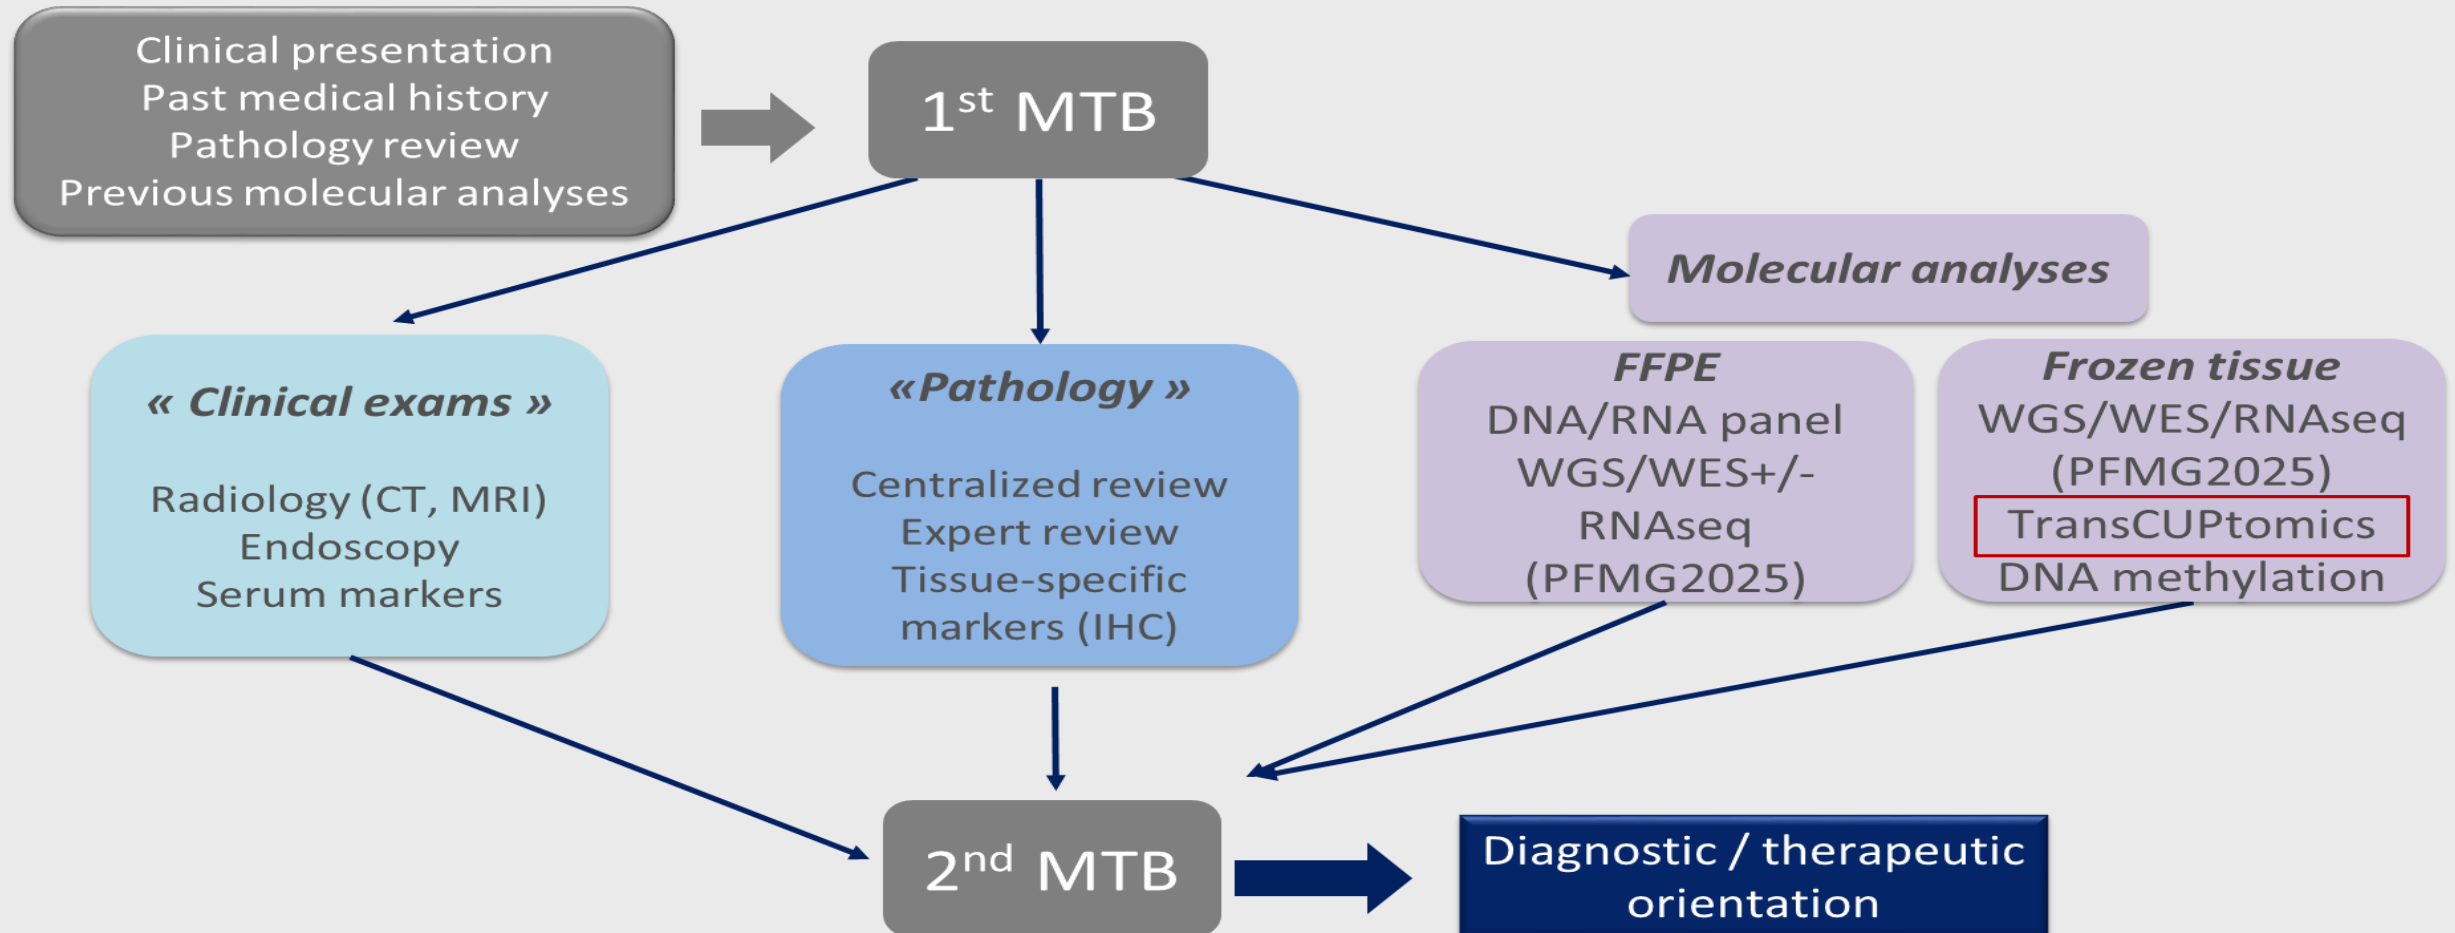 Clinical presentation
Past medical history
Pathology review
Previous molecular analyses
1st MTB
Molecular analyses
« Clinical exams »
Radiology (CT, MRI)
Endoscopy
Serum markers
«Pathology »
Centralized review
Expert review
Tissue-specific
markers (IHC)
FFPE
DNA/RNA panel
WGS/WES+/-
RNAseq
(PFMG2025)
Frozen tissue
WGS/WES/RNAseq
(PFMG2025)
TransCUPtomics
DNA methylation
2nd MTB
Diagnostic / therapeutic
orientation